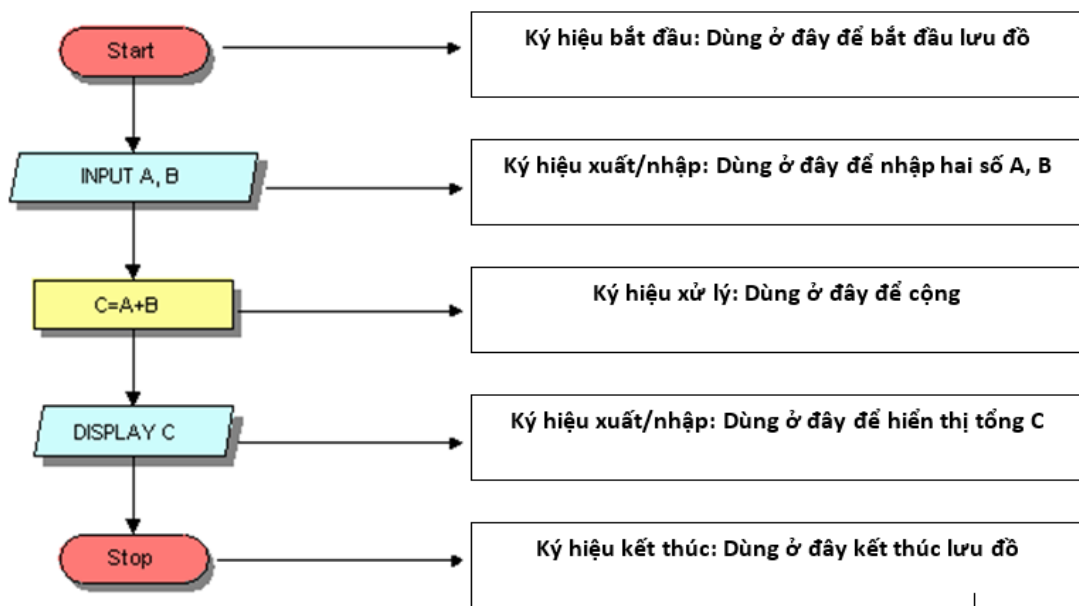 Start
Ký hiệu bắt đầu: Dùng ở đây để bắt đầu lưu đồ
INPUT A, B
Ký hiệu xuất/nhập: Dùng ở đây để nhập hai số A, B
C=A+B
Ký hiệu xử lý: Dùng ở đây để cộng
DISPLAY C
Ký hiệu xuất/nhập: Dùng ở đây để hiển thị tổng C
Stop
Ký hiệu kết thúc: Dùng ở đây kết thúc lưu đồ